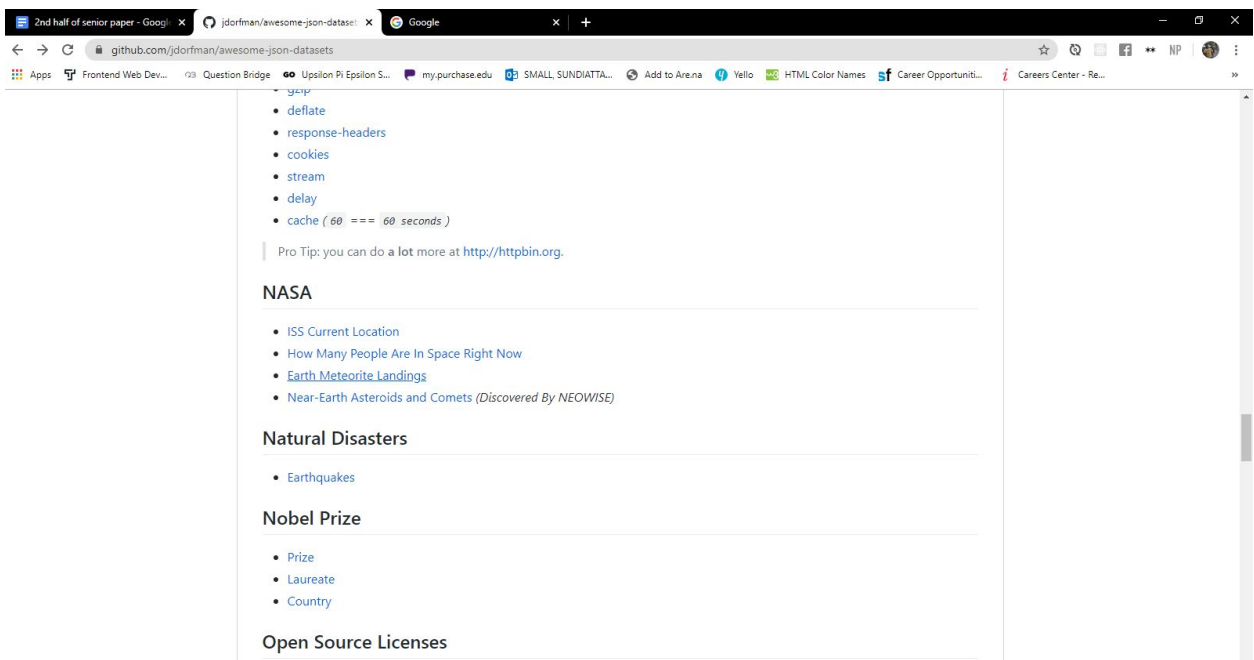 2nd half of senior paper - Googl
jdorfman/awesome-json-dataset
Google
github.com/jdorfman/awesome-json-datasets
NP
Apps
Frontend Web Dev...
Question Bridge
Upsilon Pi Epsilon S...
my.purchase.edu
SMALL, SUNDIATTA...
Add to Are.na
Yello
HTML Color Names
Career Opportuniti...
Careers Center - Re...
gzip
deflate
response-headers
cookies
stream
delay
cache ( 60 === 60 seconds )
Pro Tip: you can do a lot more at http://httpbin.org.
NASA
ISS Current Location
How Many People Are In Space Right Now
Earth Meteorite Landings
Near-Earth Asteroids and Comets (Discovered By NEOWISE)
Natural Disasters
Earthquakes
Nobel Prize
Prize
Laureate
Country
Open Source Licenses